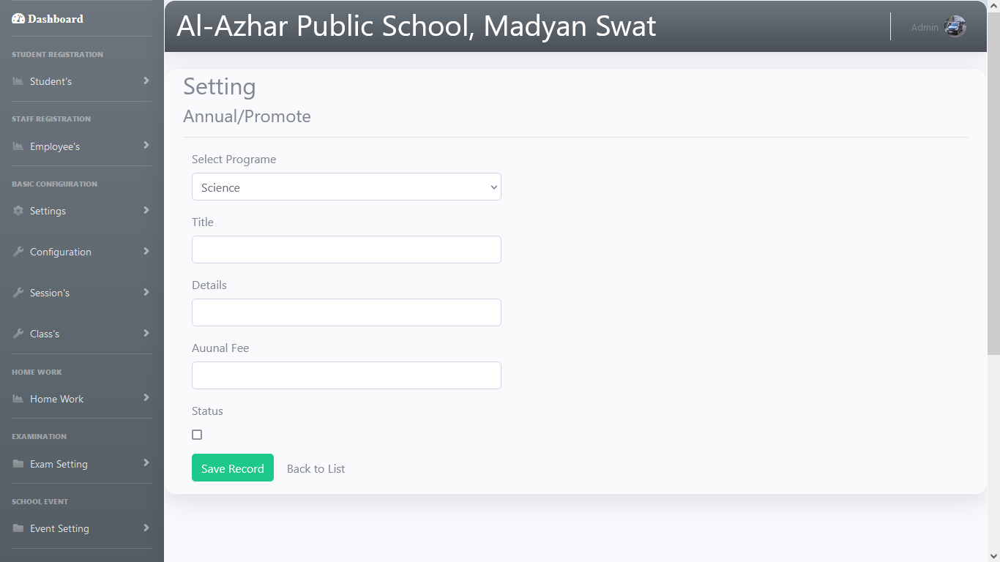 Dashboard
STUDENT REGISTRATION
Student's
STAFF REGISTRATION
Employee's
BASIC CONFIGURATION
Settings
Configuration
Session's
Class's
HOME WORK
Home Work
EXAMINATION
Exam Setting
SCHOOL EVENT
Event Setting
Al-Azhar Public School, Madyan Swat
Admin
Setting
Annual/Promote
Select Programe
Science
Title
Details
Auunal Fee
Status
Save Record Back to List